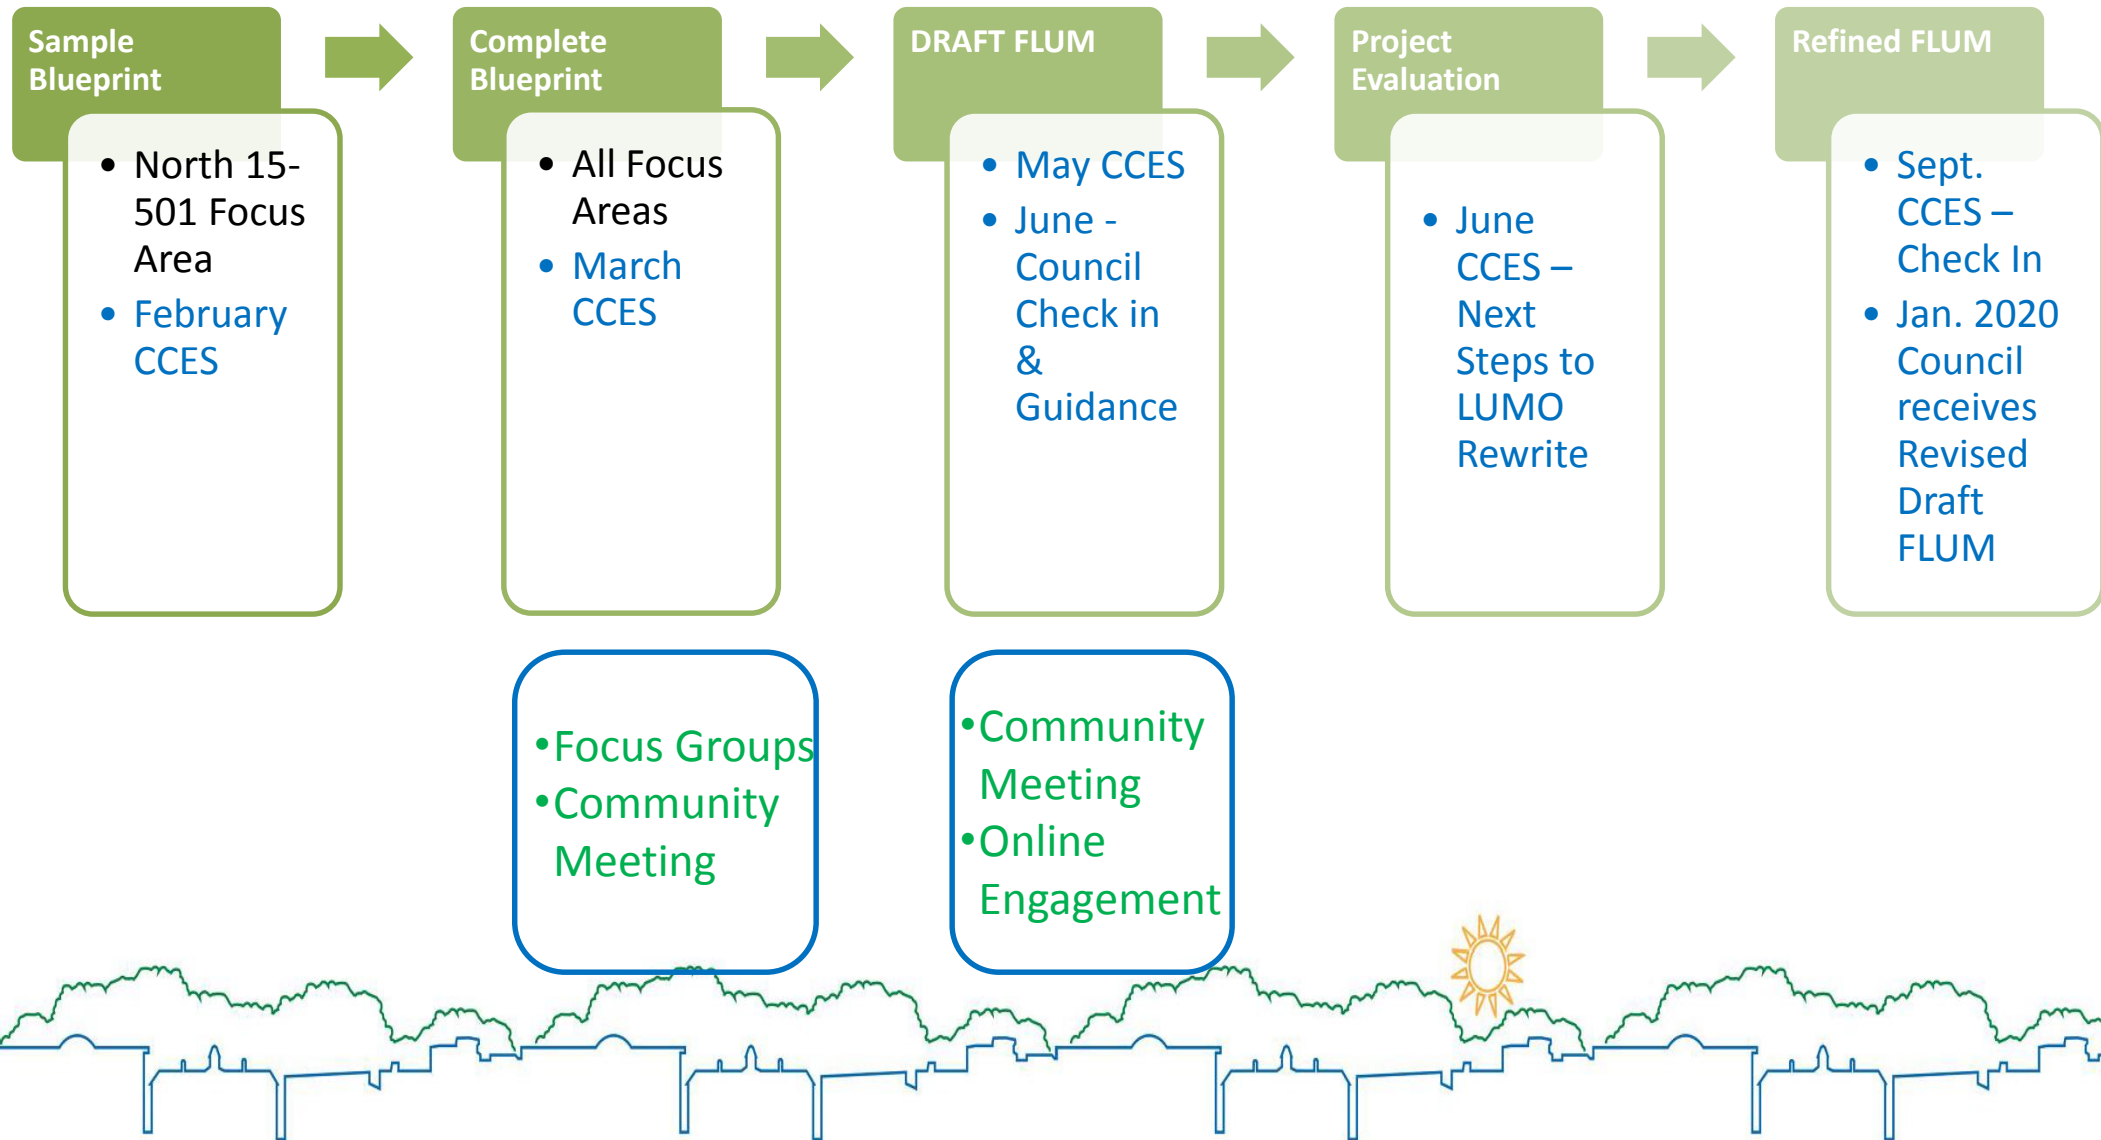 Sample
Blueprint
• North 15-
501 Focus
Area
• February
CCES
Complete
Blueprint
• All Focus
Areas
• March
CCES
DRAFT FLUM
• May CCES
• June -
Council
Check in
&
Guidance
Project
Evaluation
• June
CCES –
Next
Steps to
LUMO
Rewrite
Refined FLUM
• Sept.
CCES –
Check In
• Jan. 2020
Council
receives
Revised
Draft
FLUM
•Focus Groups
•Community
Meeting
•Community
Meeting
•Online
Engagement